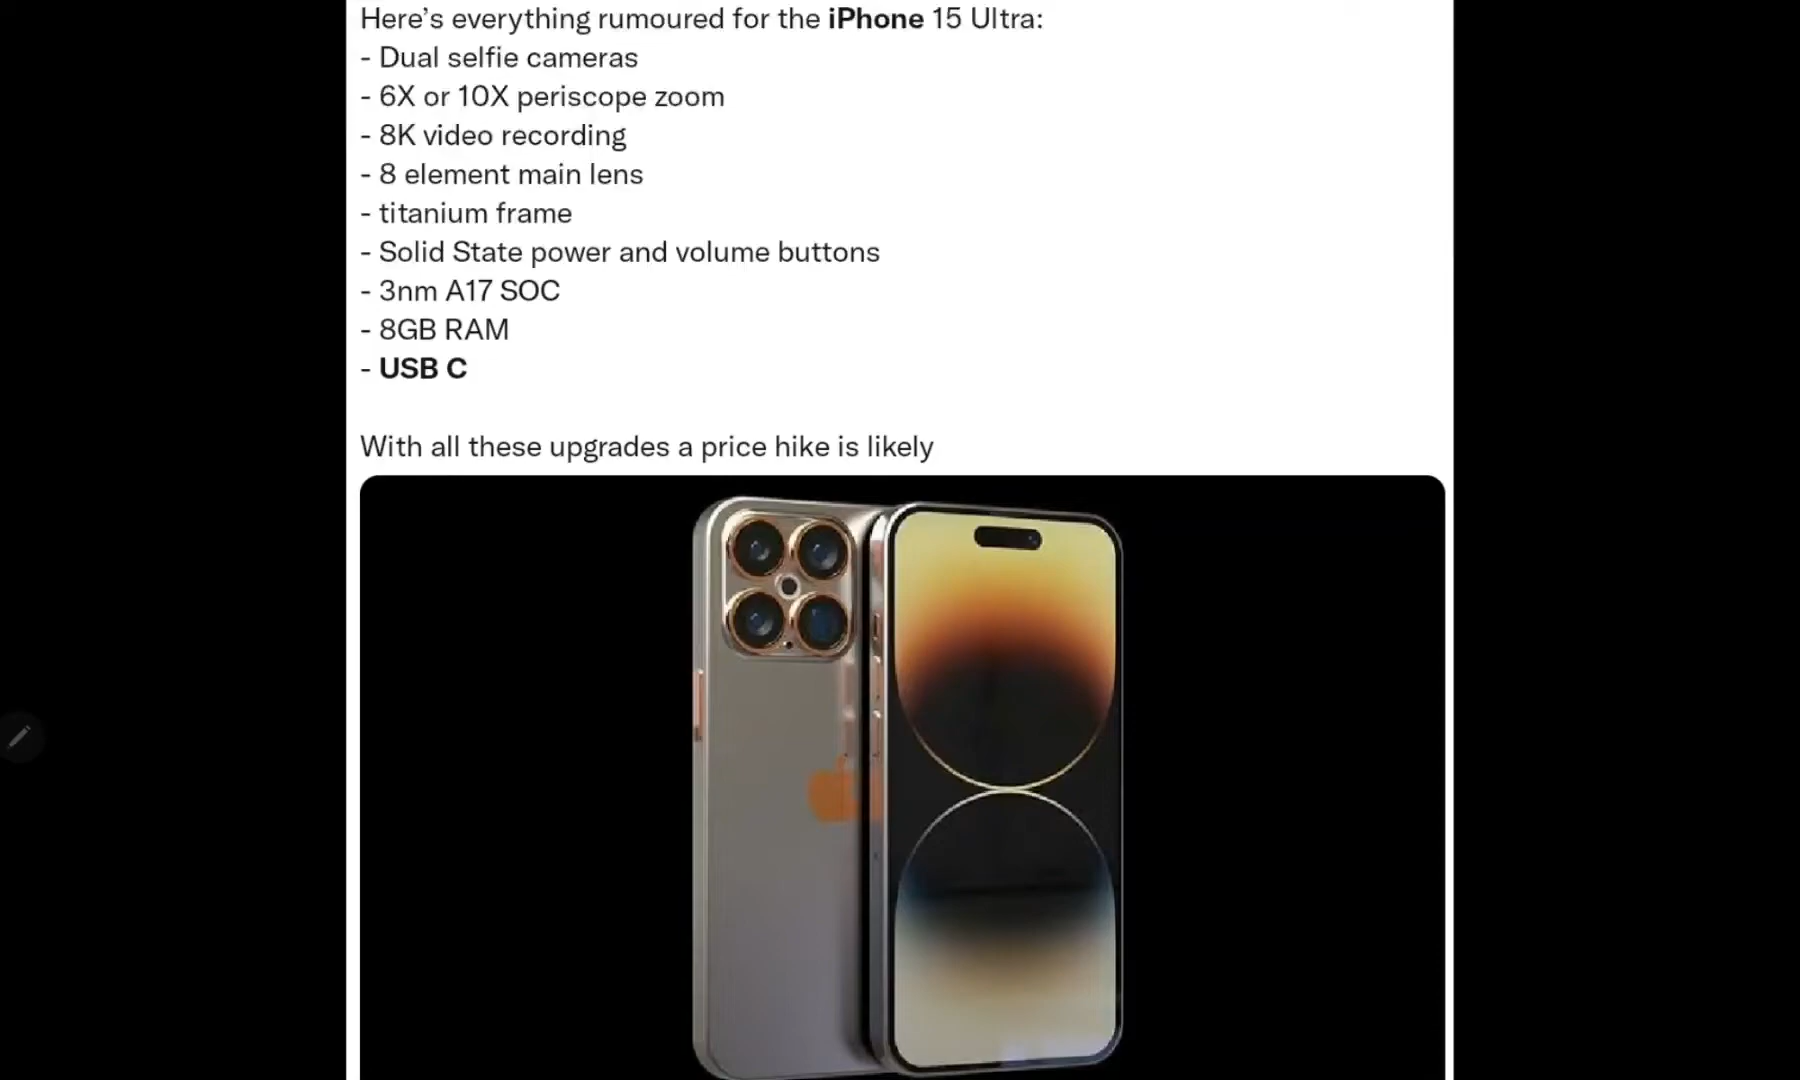 Here’s everything rumoured for the iPhone 15 Ultra:
- Dual selfie cameras
- 6X or 10X periscope zoom
- 8K video recording
- 8 element main lens
- titanium frame
- Solid State power and volume buttons
- 3nm A17 SOC
- 8GB RAM
- USB C
With all these upgrades a price hike is likely